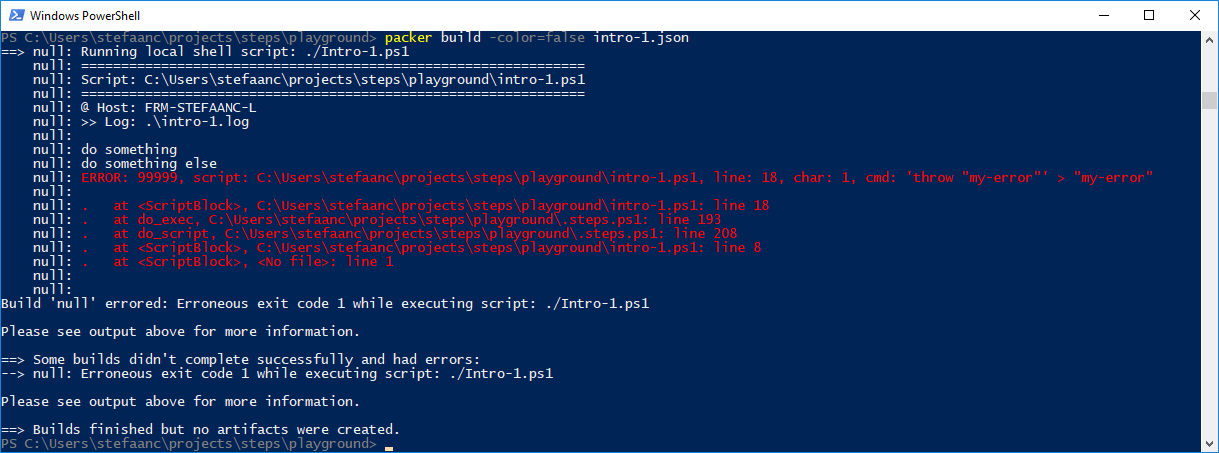 Windows PowerShell
PS C:\Users\stefaanc\projects\steps\playground> packer build -color=false intro-1.json
==> null: Running local shell script: ./Intro-1.ps1
    null: ===============================================================
    null: Script: C:\Users\stefaanc\projects\steps\playground\intro-1.ps1
    null: ===============================================================
    null: @ Host: FRM-STEFAANC-L
    null: >> Log: .\intro-1.log
    null:
    null: do something
    null: do something else
    null: ERROR: 99999, script: C:\Users\stefaanc\projects\steps\playground\intro-1.ps1, line: 18, char: 1, cmd: 'throw "my-error"' > "my-error"
    null:
    null: .   at <ScriptBlock>, C:\Users\stefaanc\projects\steps\playground\intro-1.ps1: line 18
    null: .   at do_exec, C:\Users\stefaanc\projects\steps\playground\.steps.ps1: line 193
    null: .   at do_script, C:\Users\stefaanc\projects\steps\playground\.steps.ps1: line 208
    null: .   at <ScriptBlock>, C:\Users\stefaanc\projects\steps\playground\intro-1.ps1: line 8
    null: .   at <ScriptBlock>, <No file>: line 1
    null:
    null:
Build 'null' errored: Erroneous exit code 1 while executing script: ./Intro-1.ps1
Please see output above for more information.
==> Some builds didn't complete successfully and had errors:
--> null: Erroneous exit code 1 while executing script: ./Intro-1.ps1
Please see output above for more information.
==> Builds finished but no artifacts were created.
PS C:\Users\stefaanc\projects\steps\playground>